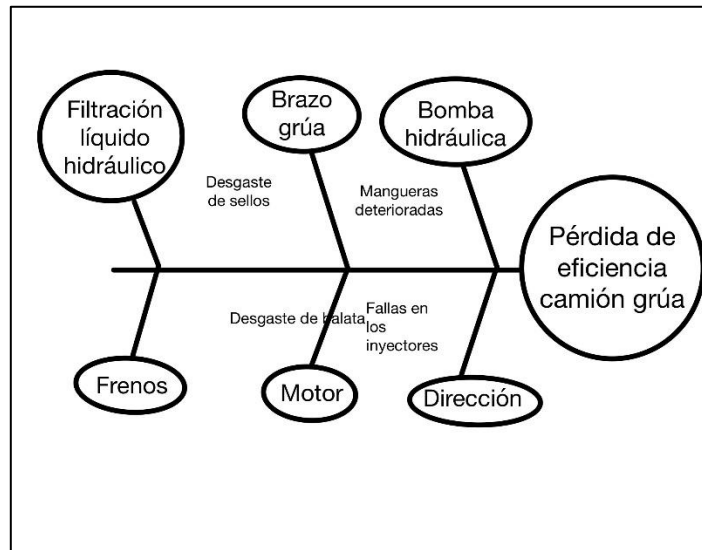 Filtración
líquido
hidráulico
Brazo
grúa
Bomba
hidráulica
Desgaste
de sellos
Mangueras
deterioradas
Pérdida de
eficiencia
camión grúa
Desgaste de balata
Fallas en
los
inyectores
Frenos
Motor
Dirección